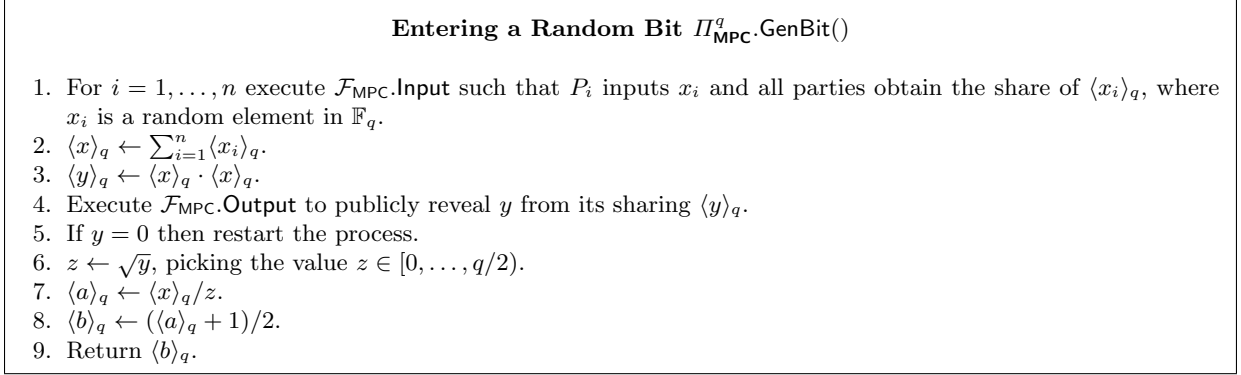 Entering a Random Bit Π^q_MPC.GenBit()
1. For i = 1, . . . , n execute F_MPC.Input such that P_i inputs x_i and all parties obtain the share of ⟨x_i⟩_q, where
x_i is a random element in 𝔽_q.
2. ⟨x⟩_q ← ∑^n_{i=1}⟨x_i⟩_q.
3. ⟨y⟩_q ← ⟨x⟩_q · ⟨x⟩_q.
4. Execute F_MPC.Output to publicly reveal y from its sharing ⟨y⟩_q.
5. If y = 0 then restart the process.
6. z ← √y, picking the value z ∈ [0, . . . , q/2).
7. ⟨a⟩_q ← ⟨x⟩_q/z.
8. ⟨b⟩_q ← (⟨a⟩_q + 1)/2.
9. Return ⟨b⟩_q.